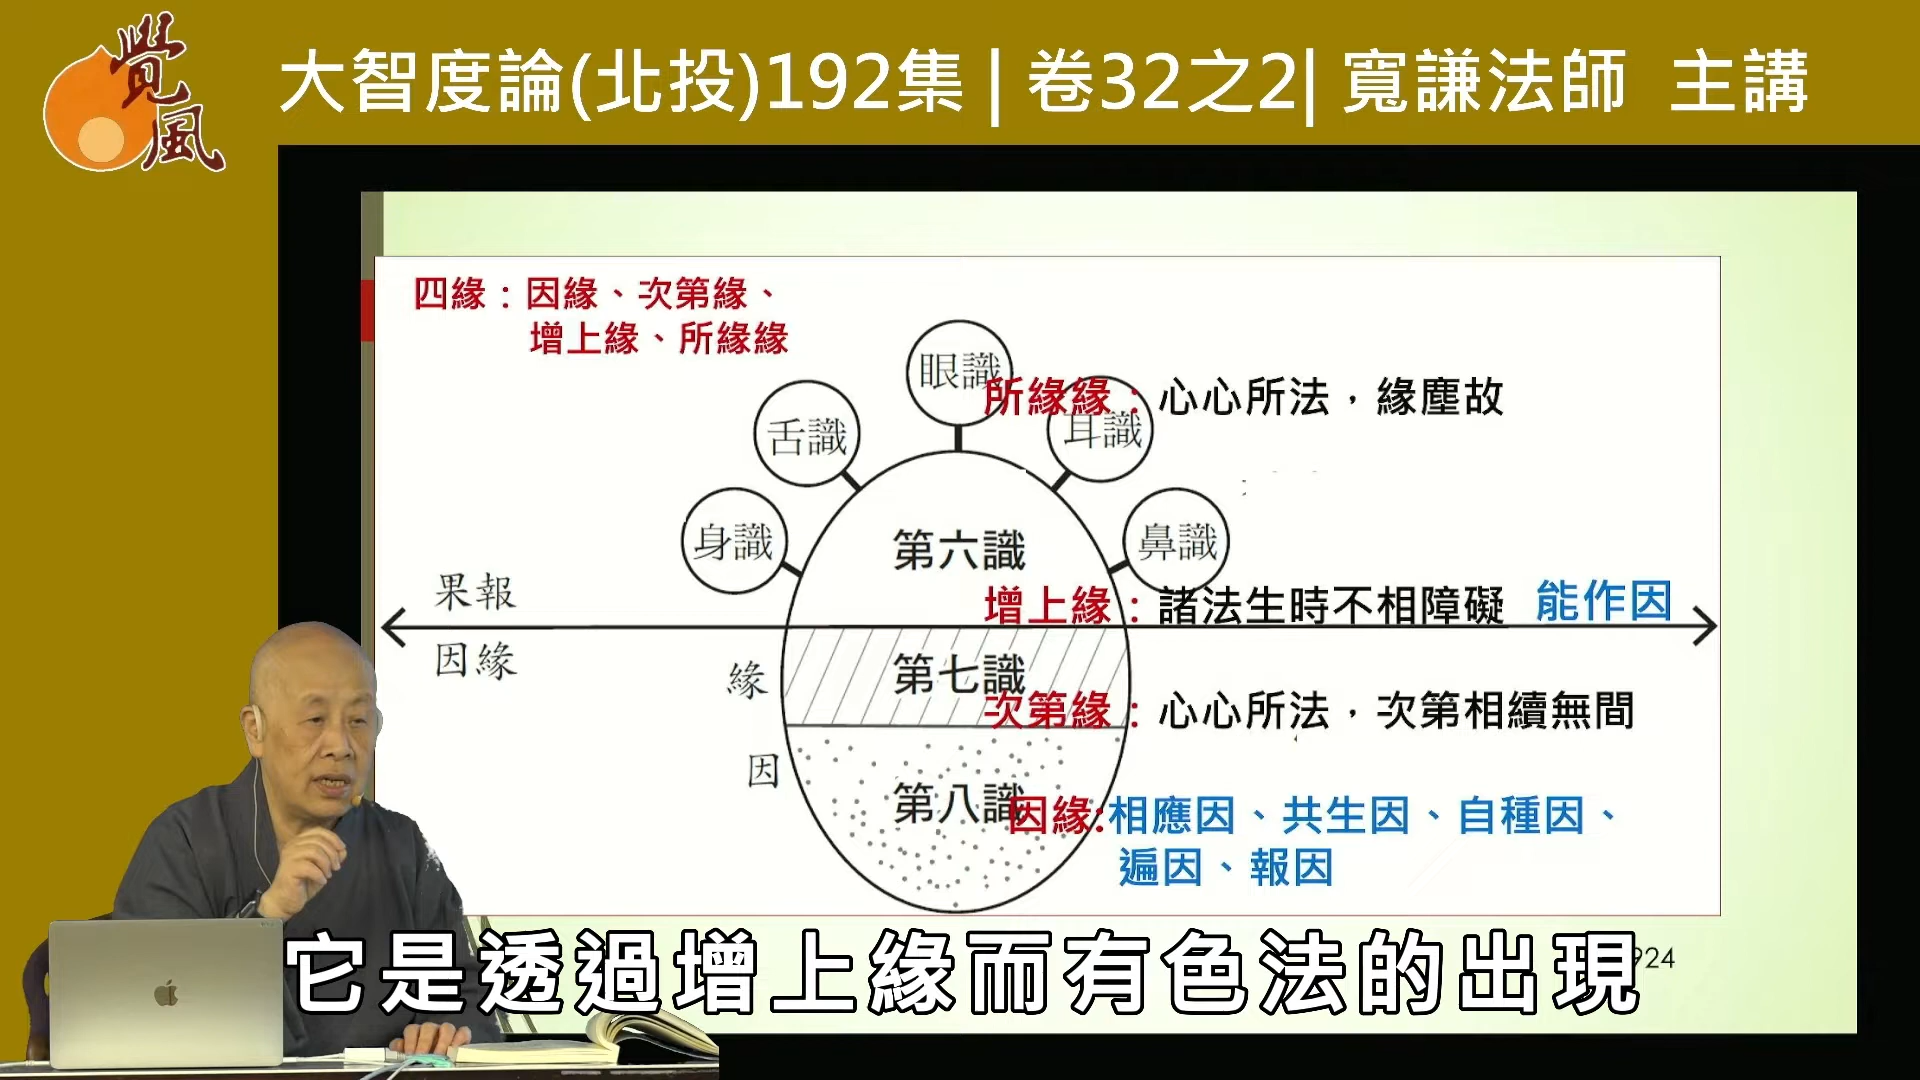 覺風
大智度論(北投)192集 | 卷32之2| 寬謙法師 主講
四緣：因緣、次第緣、
增上緣、所緣緣
眼識
所緣緣：心心所法，緣塵故
舌識
耳識
身識
第六識
鼻識
果報
增上緣：諸法生時不相障礙 能作因
因緣
緣
第七識
次第緣：心心所法，次第相續無間
因
第八識
因緣:相應因、共生因、自種因、
遍因、報因
它是透過增上緣而有色法的出現
924